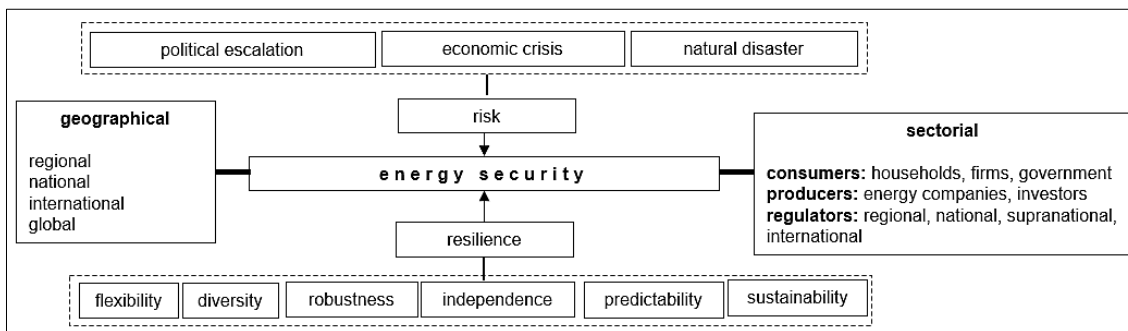 political escalation
economic crisis
natural disaster
risk
geographical
regional
national
international
global
energy security
sectorial
consumers: households, firms, government
producers: energy companies, investors
regulators: regional, national, supranational,
international
resilience
flexibility
diversity
robustness
independence
predictability
sustainability